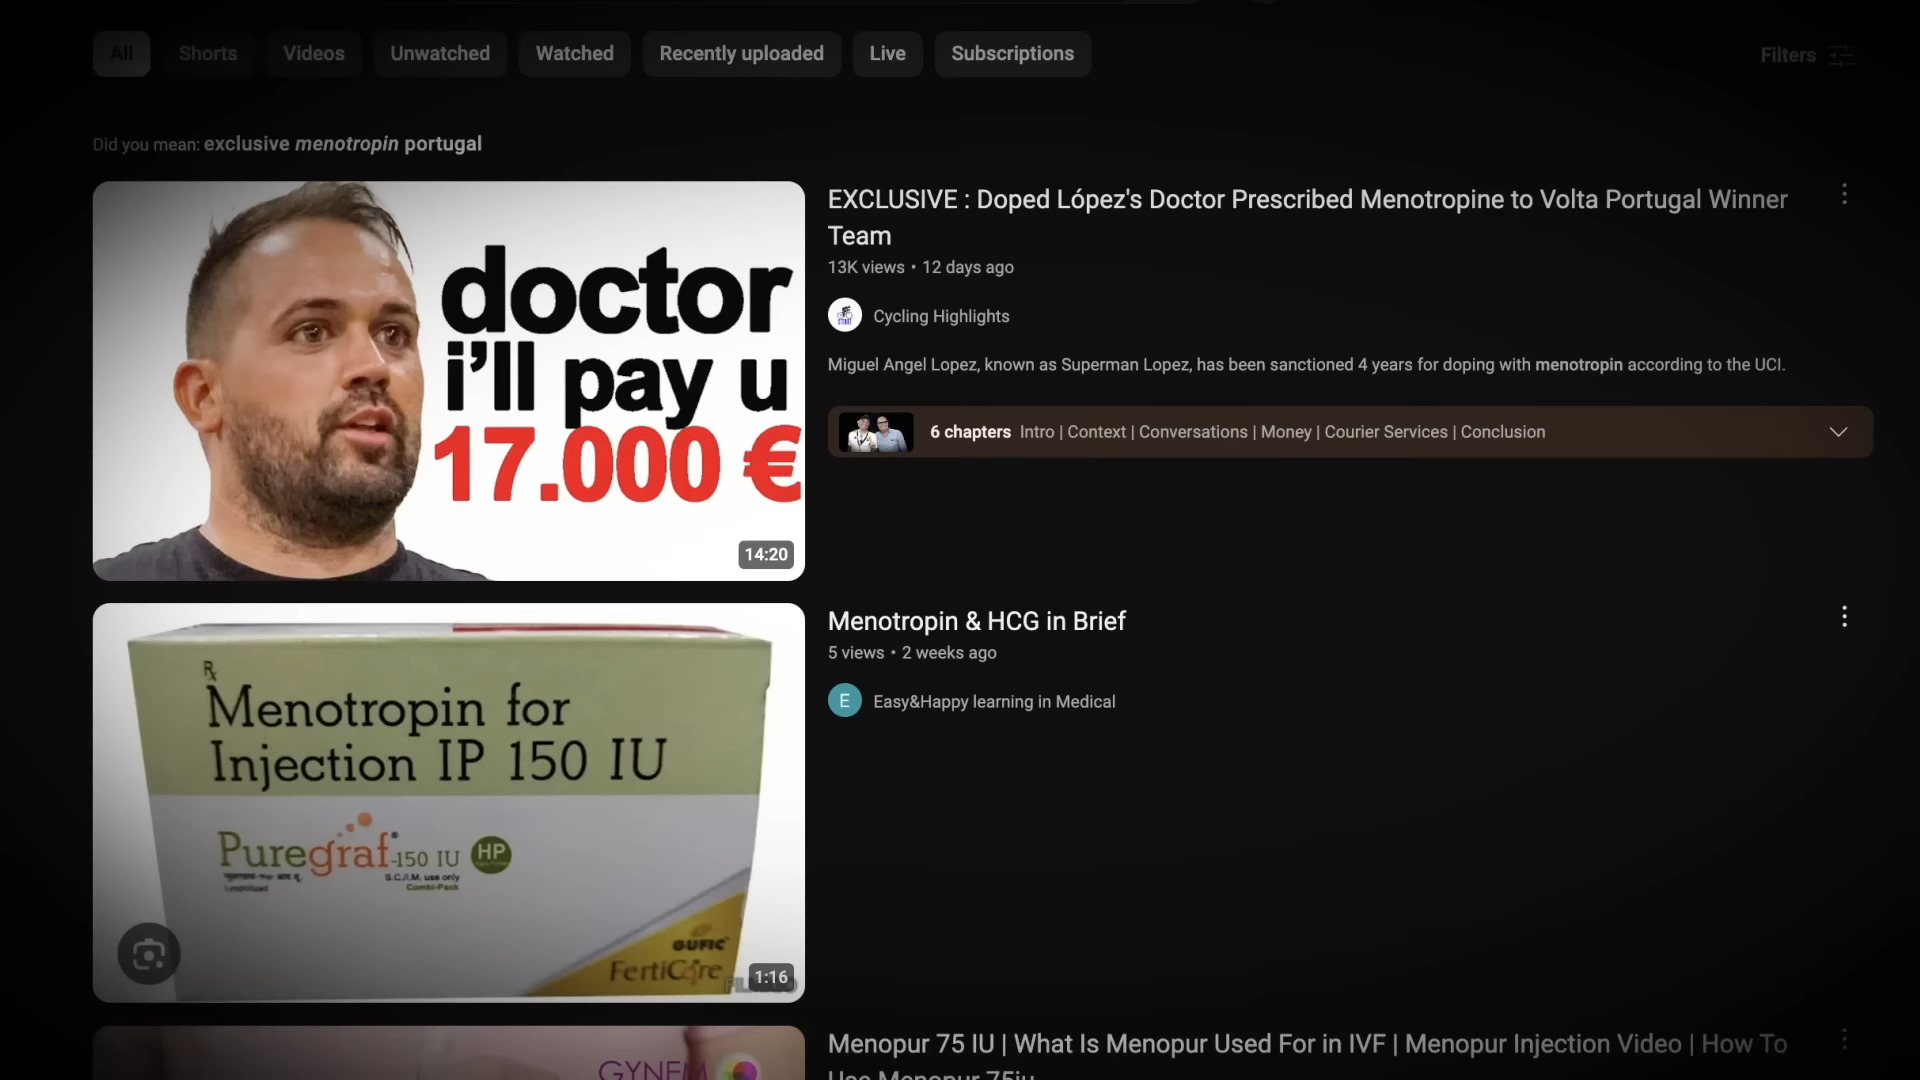 All Shorts Videos Unwatched Watched Recently uploaded Live Subscriptions Filters
Did you mean: exclusive menotropin portugal
doctor
i'll pay u
17.000 €
14:20
EXCLUSIVE : Doped López's Doctor Prescribed Menotropine to Volta Portugal Winner
Team
13K views • 12 days ago
Cycling Highlights
Miguel Angel Lopez, known as Superman Lopez, has been sanctioned 4 years for doping with menotropin according to the UCI.
6 chapters Intro | Context | Conversations | Money | Courier Services | Conclusion
Rx
Menotropin for
Injection IP 150 IU
Puregraf-150 IU HP
S.C./I.M. use only
Combi-Pack
GUFIC
FertiCare
1:16
Menotropin & HCG in Brief
5 views • 2 weeks ago
E Easy&Happy learning in Medical
Menopur 75 IU | What Is Menopur Used For in IVF | Menopur Injection Video | How To
Use Menopur 75iu